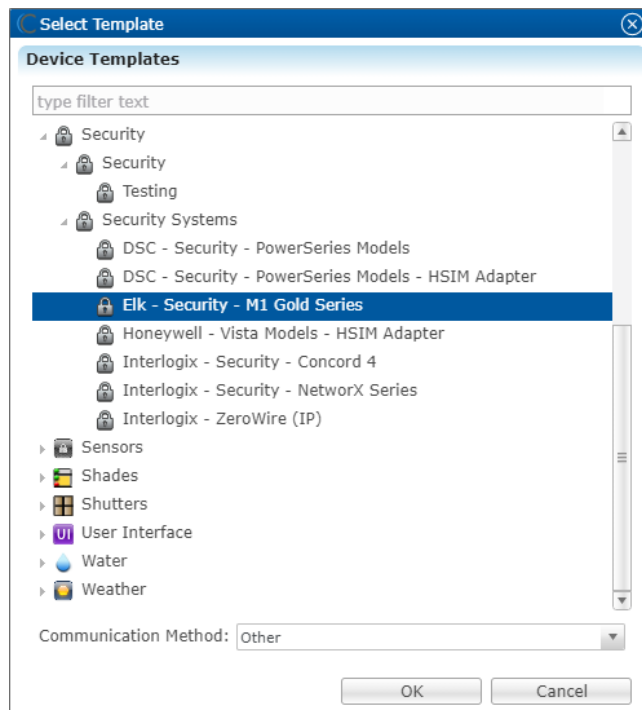 Select Template
Device Templates
type filter text
Security
Security
Testing
Security Systems
DSC - Security - PowerSeries Models
DSC - Security - PowerSeries Models - HSIM Adapter
Elk - Security - M1 Gold Series
Honeywell - Vista Models - HSIM Adapter
Interlogix - Security - Concord 4
Interlogix - Security - NetworX Series
Interlogix - ZeroWire (IP)
Sensors
Shades
Shutters
UI User Interface
Water
Weather
Communication Method: Other
OK Cancel